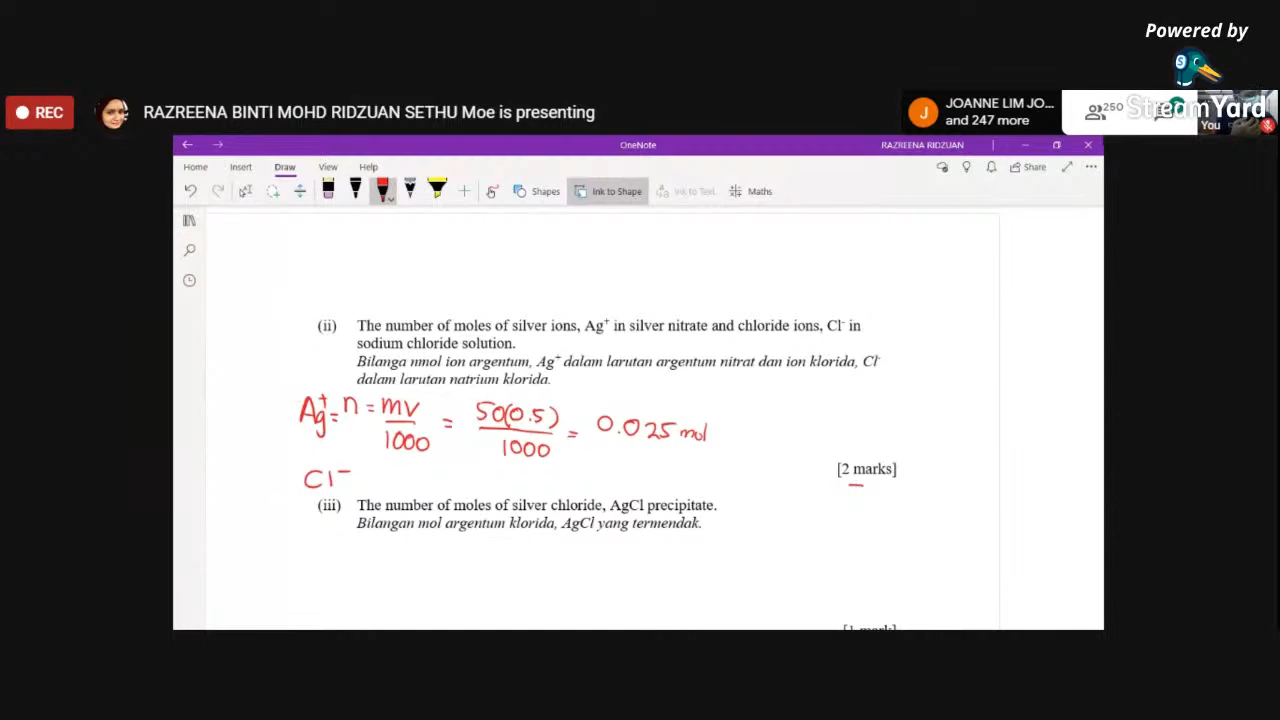 Powered by
S
StreamYard
REC
RAZREENA BINTI MOHD RIDZUAN SETHU Moe is presenting
J
JOANNE LIM JO...
and 247 more
250
You
OneNote
RAZREENA RIDZUAN
Home Insert Draw View Help
Share
Shapes
Ink to Shape
Ink to Text
Maths
(ii) The number of moles of silver ions, Ag⁺ in silver nitrate and chloride ions, Cl⁻ in
sodium chloride solution.
Bilanga nmol ion argentum, Ag⁺ dalam larutan argentum nitrat dan ion klorida, Cl⁻
dalam larutan natrium klorida.
Ag⁺ = n = mv/1000 = 50(0.5)/1000 = 0.025 mol
[2 marks]
Cl⁻
(iii) The number of moles of silver chloride, AgCl precipitate.
Bilangan mol argentum klorida, AgCl yang termendak.
[1 mark]